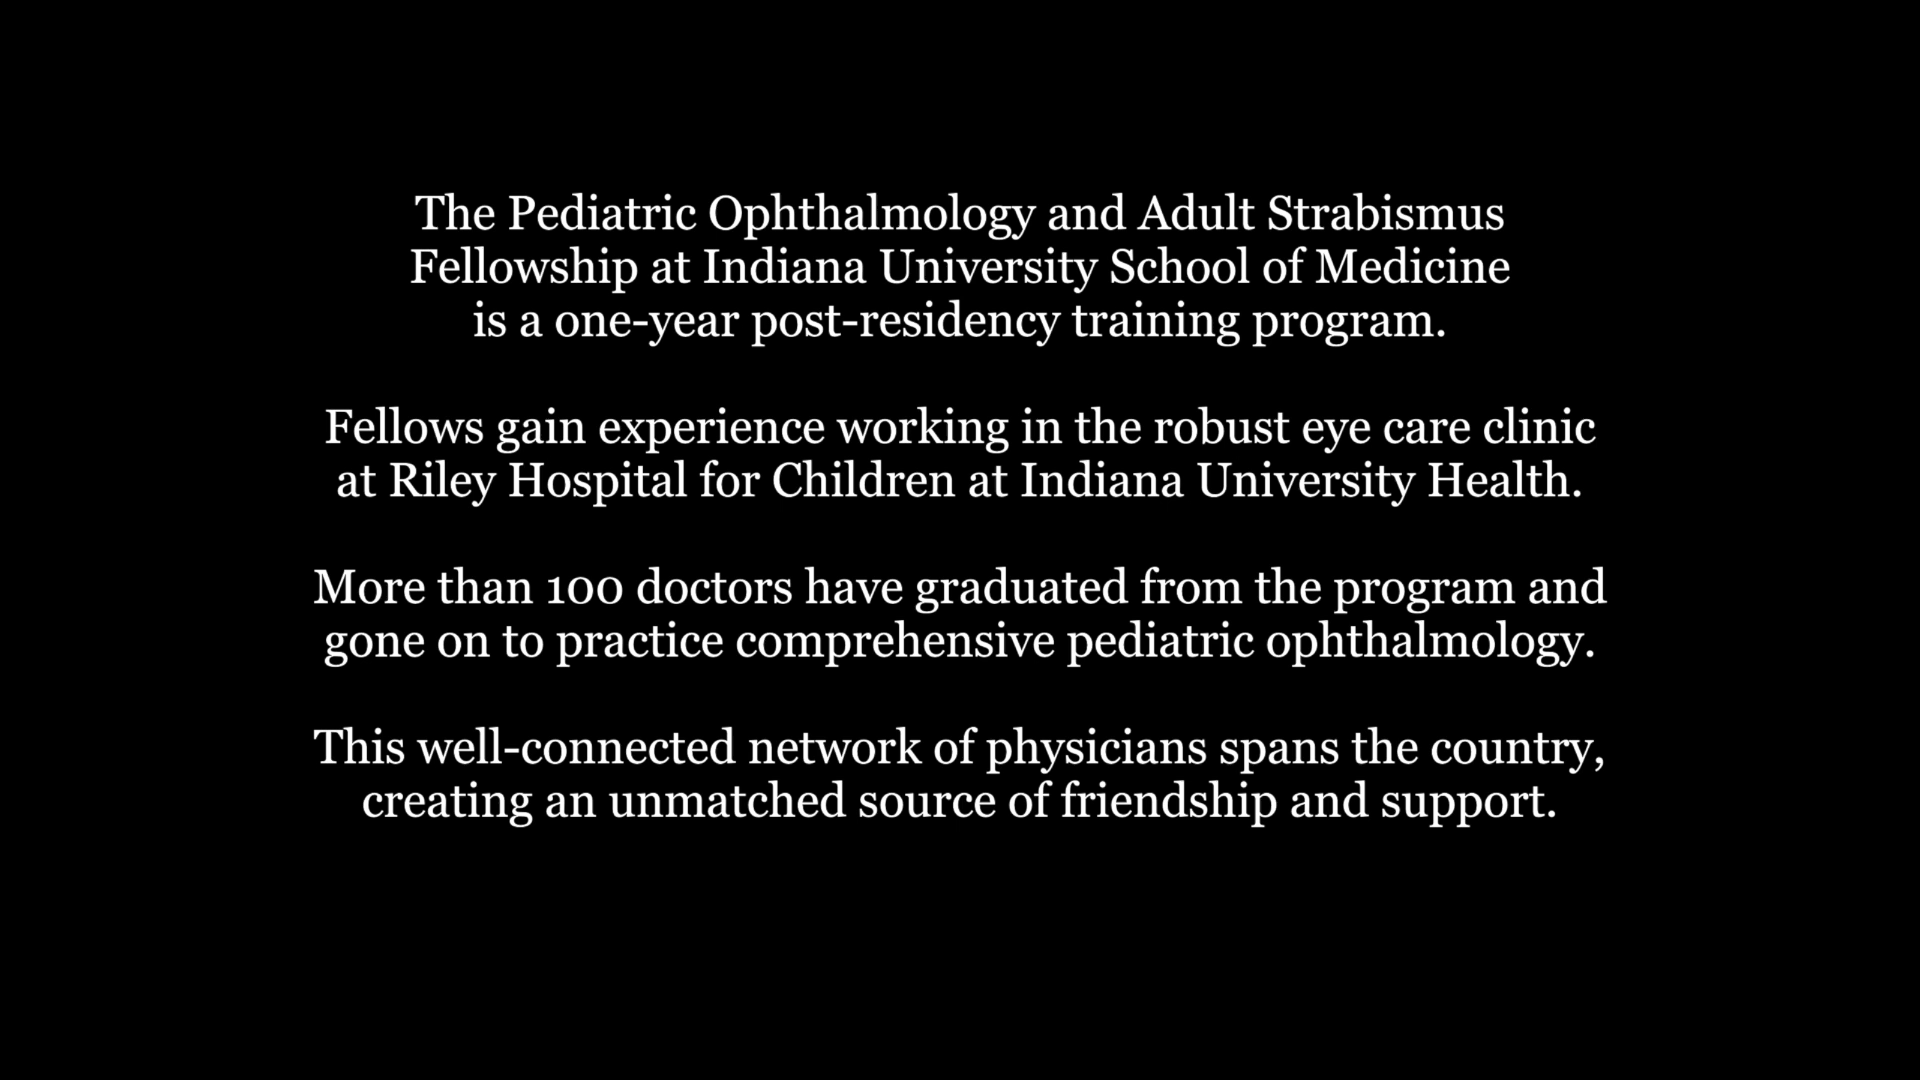 The Pediatric Ophthalmology and Adult Strabismus
Fellowship at Indiana University School of Medicine
is a one-year post-residency training program.
Fellows gain experience working in the robust eye care clinic
at Riley Hospital for Children at Indiana University Health.
More than 100 doctors have graduated from the program and
gone on to practice comprehensive pediatric ophthalmology.
This well-connected network of physicians spans the country,
creating an unmatched source of friendship and support.